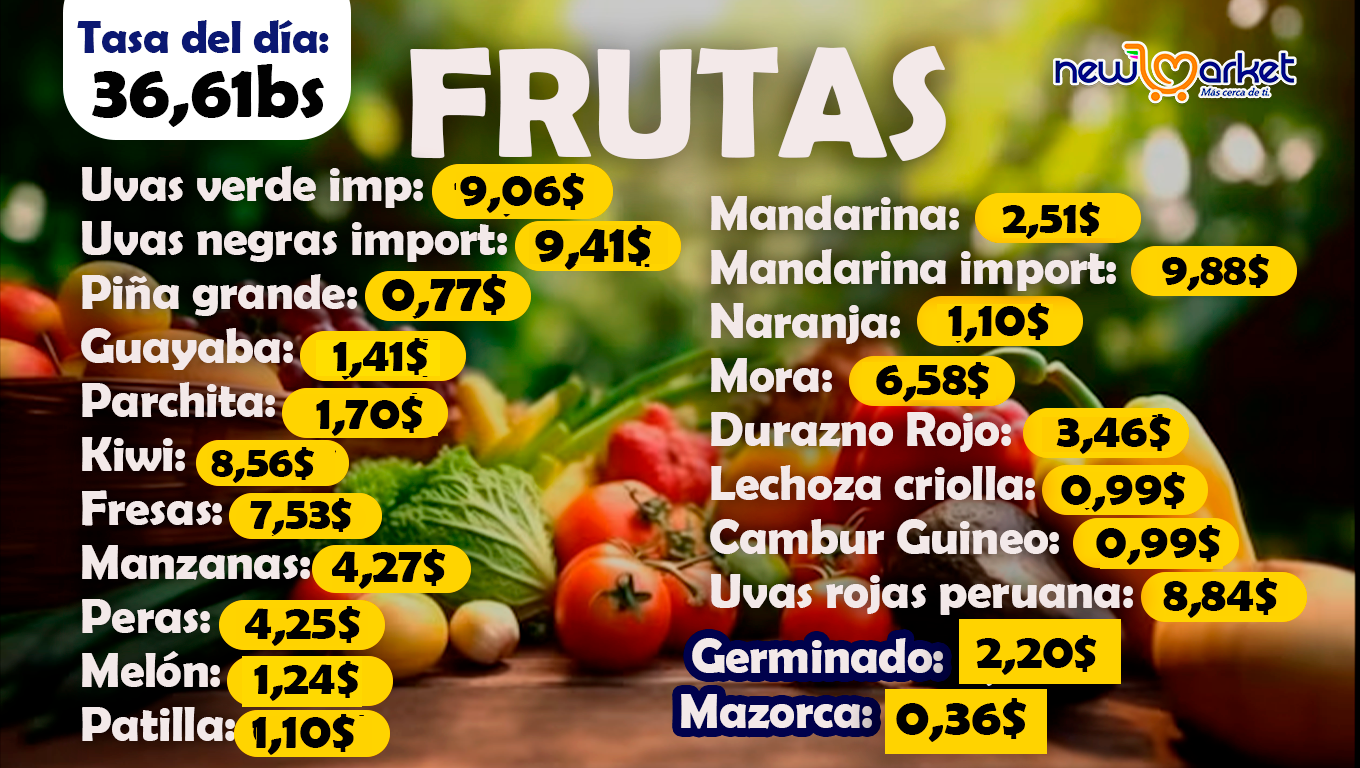 Tasa del día:
36,61bs
FRUTAS
new market
Más cerca de ti.
Uvas verde imp: 9,06$
Uvas negras import: 9,41$
Piña grande: 0,77$
Guayaba: 1,41$
Parchita: 1,70$
Kiwi: 8,56$
Fresas: 7,53$
Manzanas: 4,27$
Peras: 4,25$
Melón: 1,24$
Patilla: 1,10$
Mandarina: 2,51$
Mandarina import: 9,88$
Naranja: 1,10$
Mora: 6,58$
Durazno Rojo: 3,46$
Lechoza criolla: 0,99$
Cambur Guineo: 0,99$
Uvas rojas peruana: 8,84$
Germinado: 2,20$
Mazorca: 0,36$